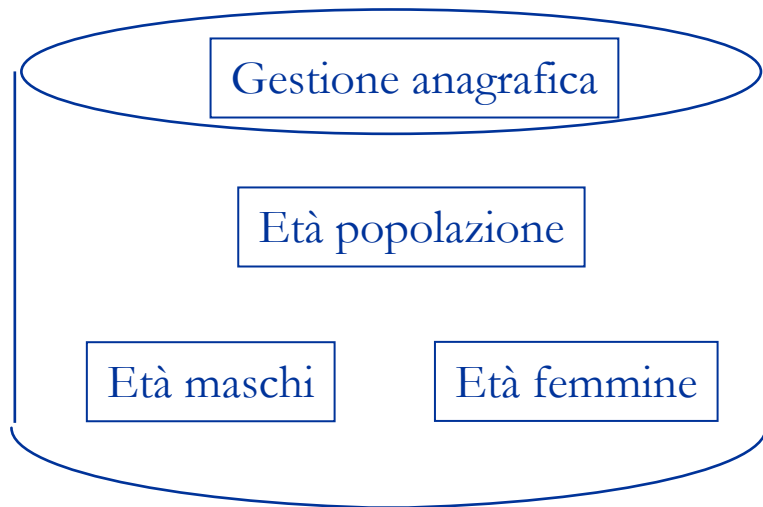 Gestione anagrafica
Età popolazione
Età maschi
Età femmine